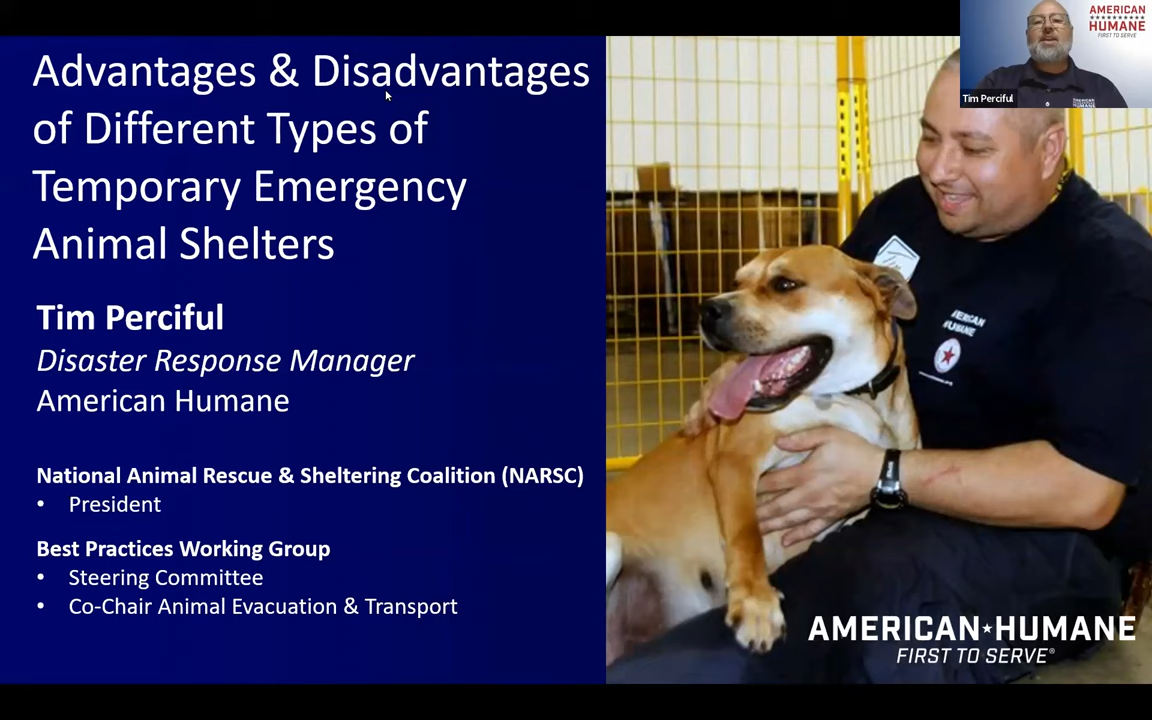 Advantages & Disadvantages
of Different Types of
Temporary Emergency
Animal Shelters
Tim Perciful
Disaster Response Manager
American Humane
National Animal Rescue & Sheltering Coalition (NARSC)
• President
Best Practices Working Group
• Steering Committee
• Co-Chair Animal Evacuation & Transport
AMERICAN
HUMANE
FIRST TO SERVE
Tim Perciful
AMERICAN
HUMANE
AMERICAN★HUMANE
FIRST TO SERVE®